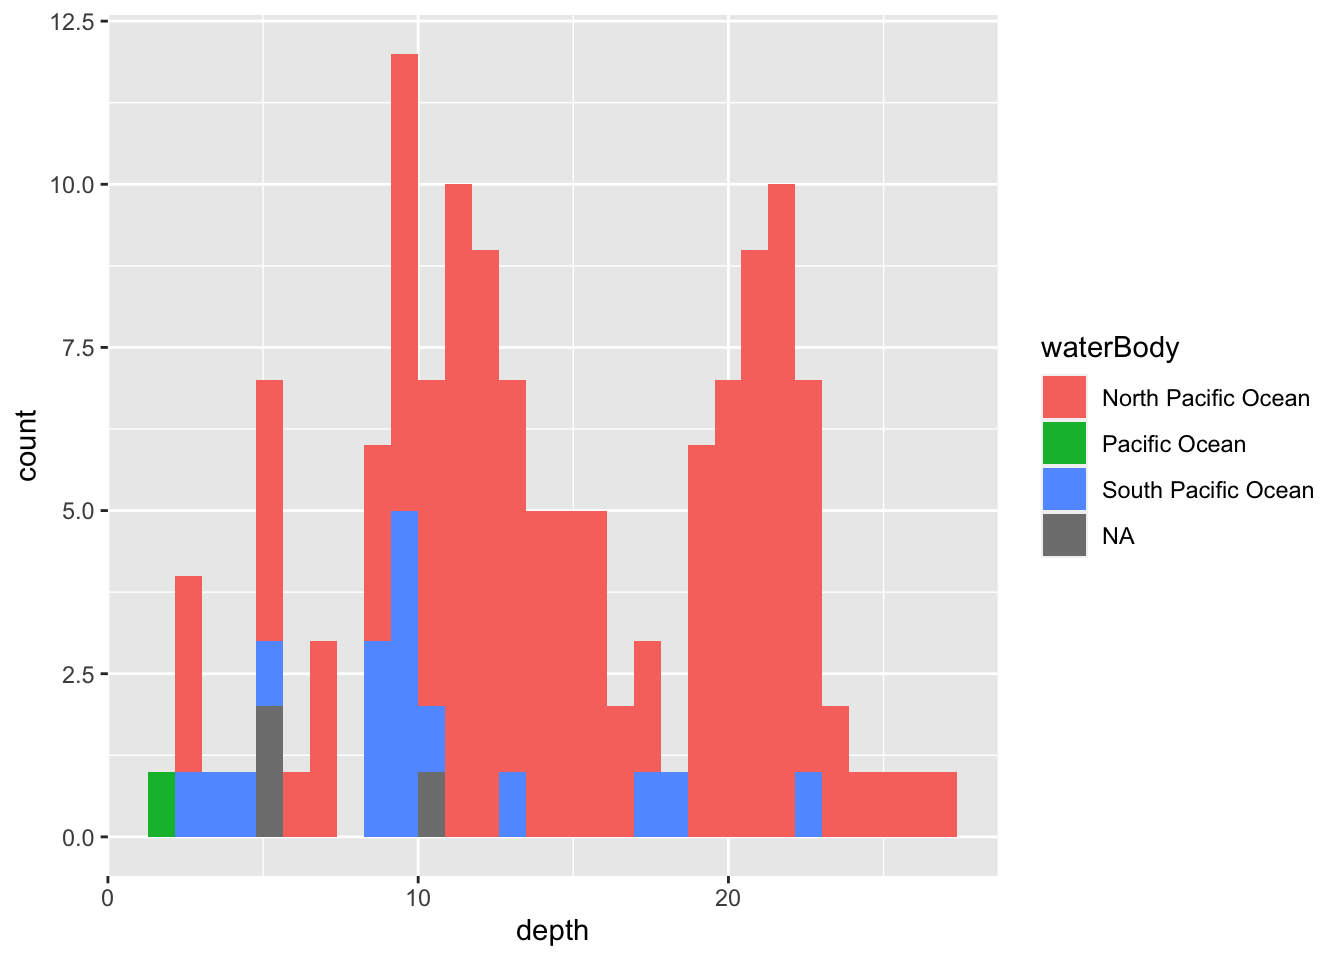 12.5
10.0
7.5
5.0
2.5
0.0
count
0
10
20
depth
waterBody
North Pacific Ocean
Pacific Ocean
South Pacific Ocean
NA